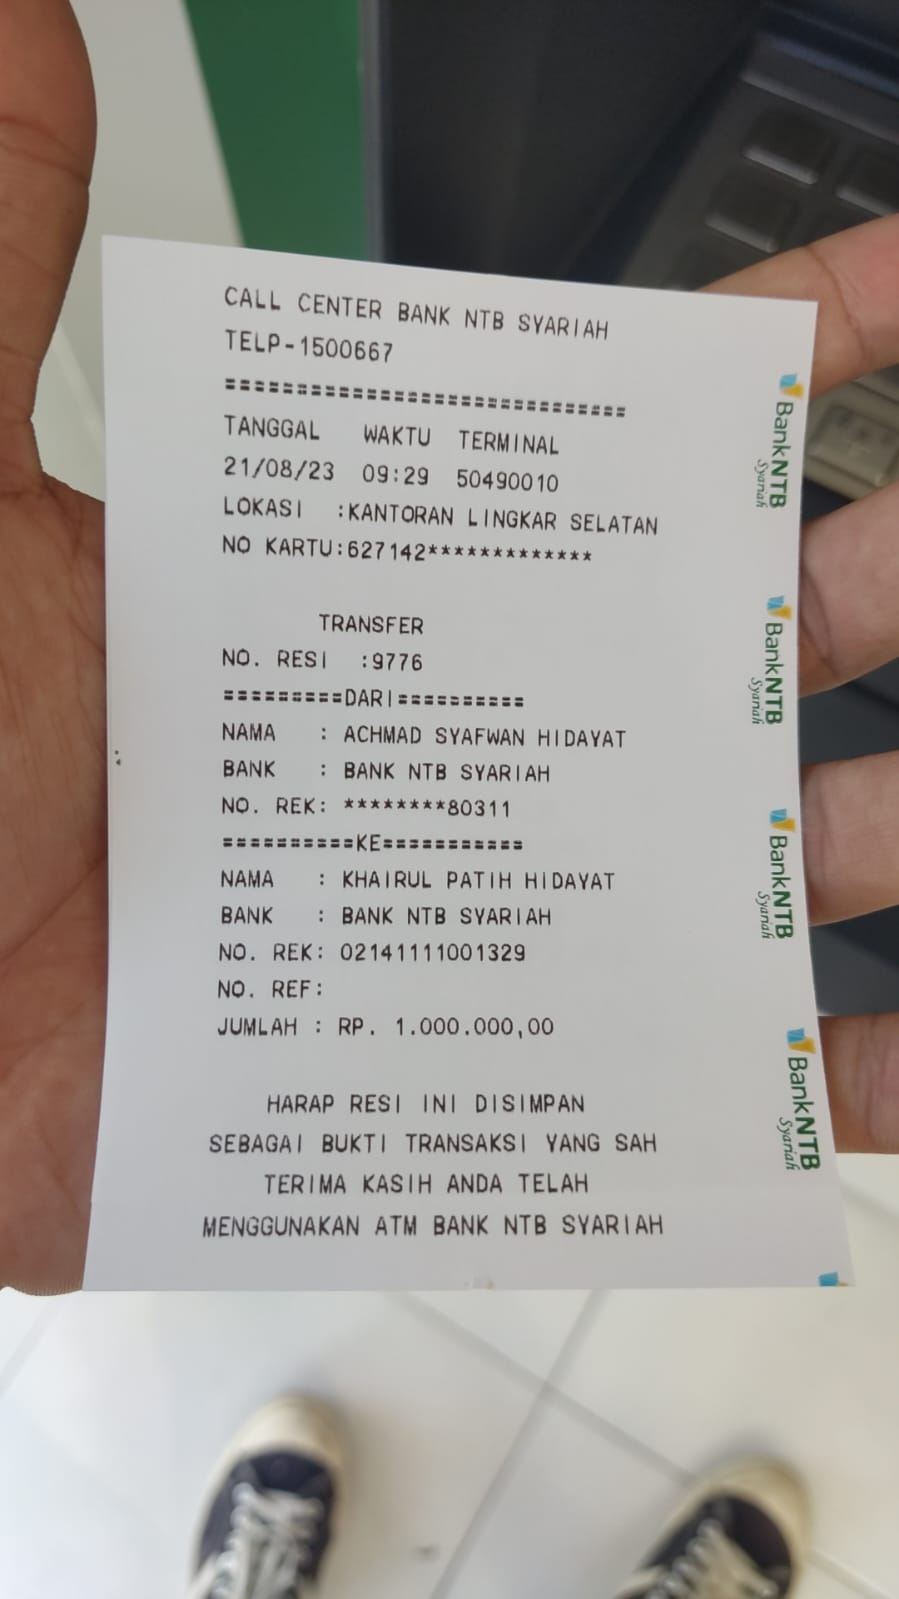 CALL CENTER BANK NTB SYARIAH
TELP-1500667
============================
TANGGAL WAKTU TERMINAL
21/08/23 09:29 50490010
LOKASI :KANTORAN LINGKAR SELATAN
NO KARTU:627142*************
TRANSFER
NO. RESI :9776
==========DARI===========
NAMA : ACHMAD SYAFWAN HIDAYAT
BANK : BANK NTB SYARIAH
NO. REK: ********80311
===========KE============
NAMA : KHAIRUL PATIH HIDAYAT
BANK : BANK NTB SYARIAH
NO. REK: 02141111001329
NO. REF:
JUMLAH : RP. 1.000.000,00
HARAP RESI INI DISIMPAN
SEBAGAI BUKTI TRANSAKSI YANG SAH
TERIMA KASIH ANDA TELAH
MENGGUNAKAN ATM BANK NTB SYARIAH
BankNTB
Syariah
BankNTB
Syariah
BankNTB
Syariah
BankNTB
Syariah